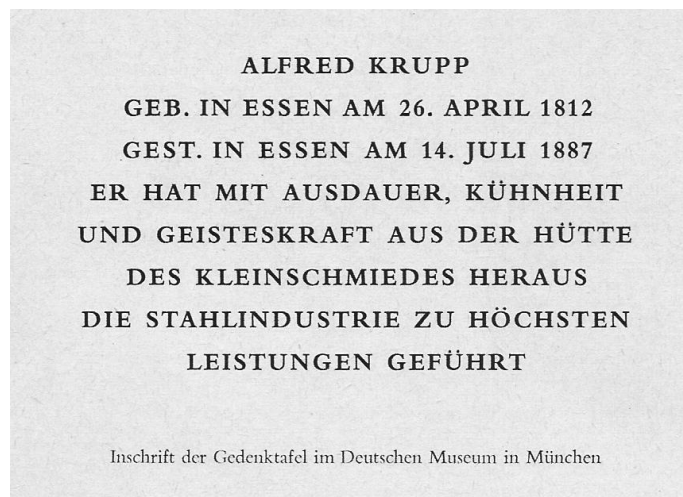 ALFRED KRUPP
GEB. IN ESSEN AM 26. APRIL 1812
GEST. IN ESSEN AM 14. JULI 1887
ER HAT MIT AUSDAUER, KÜHNHEIT
UND GEISTESKRAFT AUS DER HÜTTE
DES KLEINSCHMIEDES HERAUS
DIE STAHLINDUSTRIE ZU HÖCHSTEN
LEISTUNGEN GEFÜHRT
Inschrift der Gedenktafel im Deutschen Museum in München